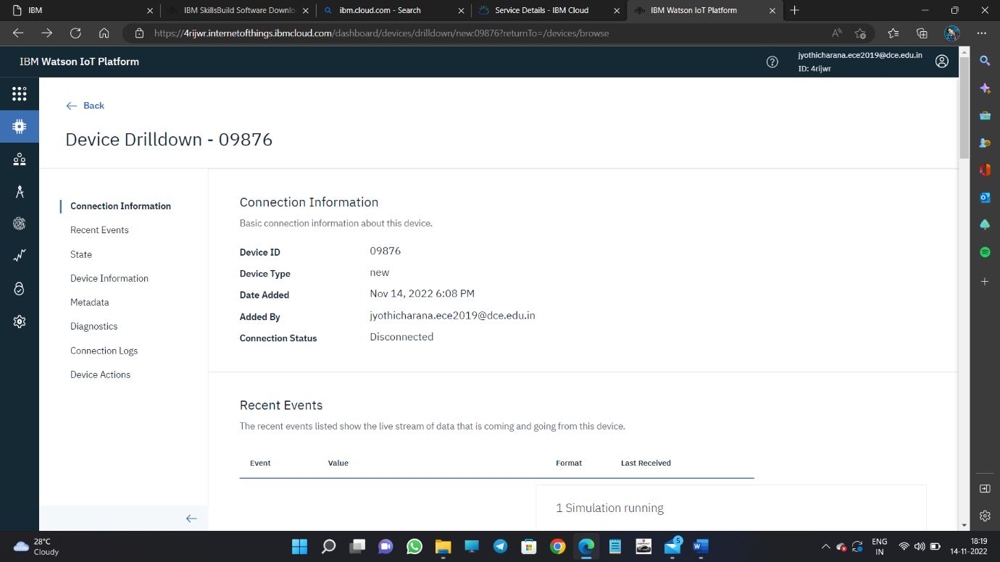 IBM
IBM SkillsBuild Software Downlo
ibm.cloud.com - Search
Service Details - IBM Cloud
IBM Watson IoT Platform
https://4rijwr.internetofthings.ibmcloud.com/dashboard/devices/drilldown/new:09876?returnTo=/devices/browse
IBM Watson IoT Platform
jyothicharana.ece2019@dce.edu.in
ID: 4rijwr
Back
Device Drilldown - 09876
Connection Information
Recent Events
State
Device Information
Metadata
Diagnostics
Connection Logs
Device Actions
Connection Information
Basic connection information about this device.
Device ID 09876
Device Type new
Date Added Nov 14, 2022 6:08 PM
Added By jyothicharana.ece2019@dce.edu.in
Connection Status Disconnected
Recent Events
The recent events listed show the live stream of data that is coming and going from this device.
Event Value Format Last Received
1 Simulation running
28°C
Cloudy
5
ENG
IN
18:19
14-11-2022